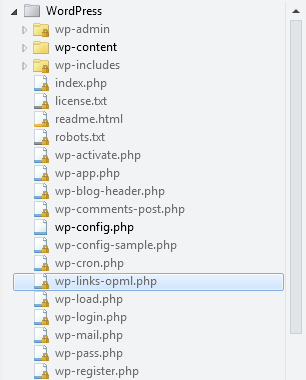 WordPress
wp-admin
wp-content
wp-includes
index.php
license.txt
readme.html
robots.txt
wp-activate.php
wp-app.php
wp-blog-header.php
wp-comments-post.php
wp-config.php
wp-config-sample.php
wp-cron.php
wp-links-opml.php
wp-load.php
wp-login.php
wp-mail.php
wp-pass.php
wp-register.php